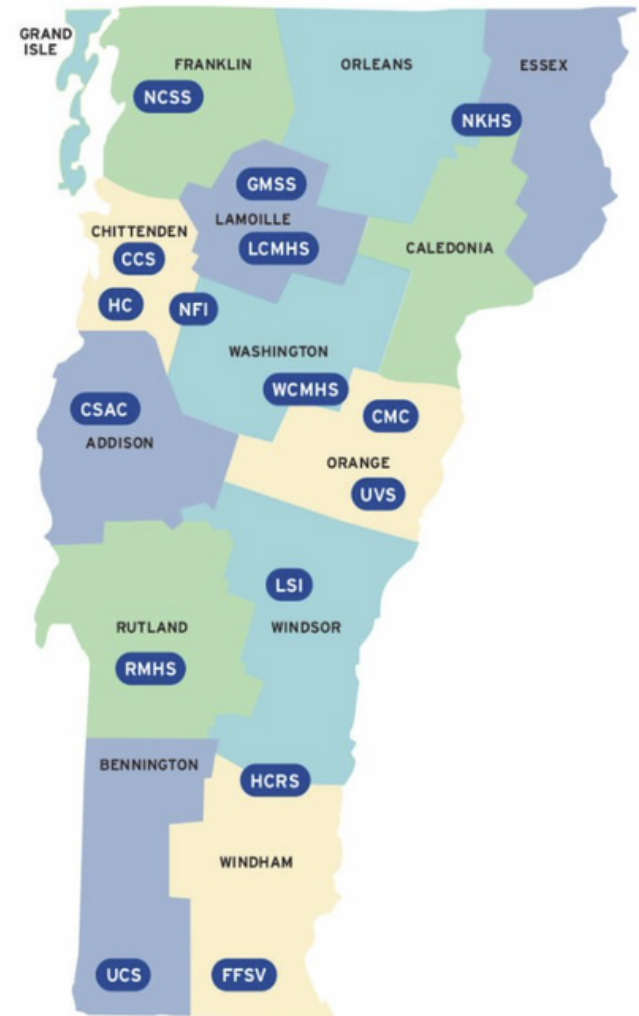 GRAND
ISLE
FRANKLIN
ORLEANS
ESSEX
NCSS
NKHS
GMSS
LAMOILLE
LCMHS
CHITTENDEN
CCS
HC
NFI
CALEDONIA
WASHINGTON
WCMHS
CSAC
ADDISON
CMC
ORANGE
UVS
LSI
RUTLAND
WINDSOR
RMHS
BENNINGTON
HCRS
WINDHAM
UCS
FFSV